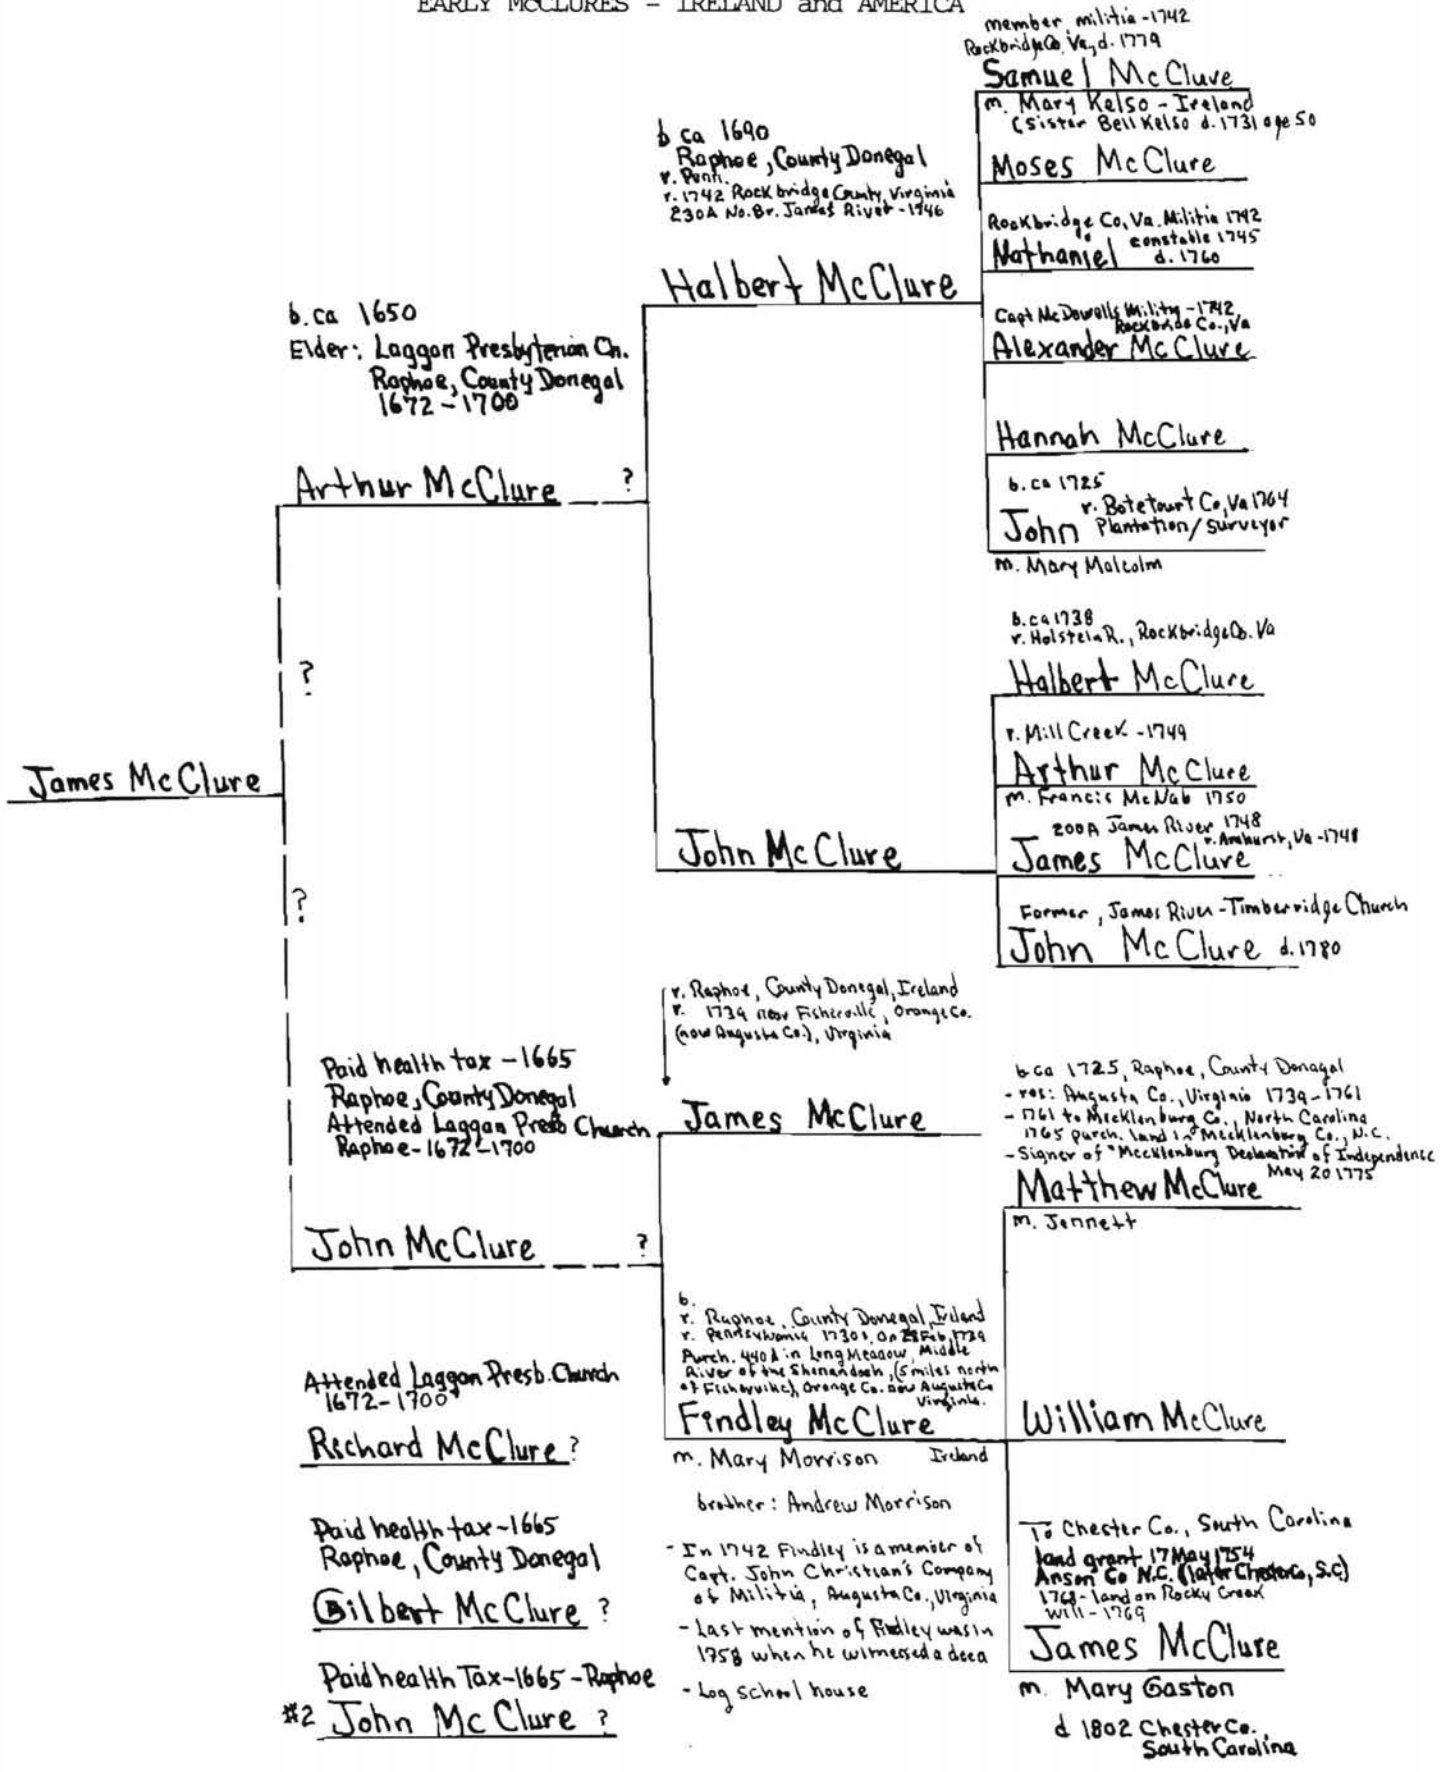 EARLY McCLURES - IRELAND and AMERICA
member militia -1742
Rockbridge Co. Va, d. 1779
Samuel McClure
m. Mary Kelso - Ireland
(sister Bell Kelso d. 1731 age 50
Moses McClure
Rockbridge Co, Va. Militia 1742
constable 1745
Nathaniel d. 1760
Capt McDowells Military - 1742
Rockbridge Co., Va
Alexander McClure
Hannah McClure
b. ca 1725
r. Botetourt Co, Va 1764
John Plantation/surveyor
m. Mary Malcolm
b ca 1690
Raphoe, County Donegal
r. Penn.
r. 1742 Rockbridge County, Virginia
230A No. Br. James River - 1746
Halbert McClure
b. ca 1650
Elder: Laggan Presbyterian Ch.
Raphoe, County Donegal
1672-1700
Arthur McClure ?
?
James McClure
?
b. ca 1738
r. Holstein R., Rockbridge Co. Va
Halbert McClure
r. Mill Creek - 1749
Arthur McClure
m. Francis McNab 1750
200A James River 1748
r. Amhurst, Va - 1748
James McClure
John McClure
Farmer, James River - Timberridge Church
John McClure d. 1780
r. Raphoe, County Donegal, Ireland
r. 1739 near Fisherville, Orange Co.
(now Augusta Co.), Virginia
James McClure
Paid health tax - 1665
Raphoe, County Donegal
Attended Laggan Presb Church
Raphoe - 1672-1700
John McClure ?
b ca 1725, Raphoe, County Donagal
- res: Augusta Co., Virginia 1739-1761
- 1761 to Mecklenburg Co., North Carolina
1765 purch. land in Mecklenburg Co., N.C.
- Signer of "Mecklenburg Declaration of Independence
May 20 1775
Matthew McClure
m. Jennett
b.
r. Raphoe, County Donegal, Ireland
r. Pennsylvania 1730s, On 28 Feb, 1739
Purch. 440 A in Long Meadow, Middle
River of the Shenandoah, (5 miles north
of Fisherville), Orange Co. now Augusta Co
Virginia.
Findley McClure
m. Mary Morrison Ireland
brother: Andrew Morrison
- In 1742 Findley is a member of
Capt. John Christian's Company
of Militia, Augusta Co., Virginia
- Last mention of Findley was in
1758 when he witnessed a deed
- Log school house
William McClure
To Chester Co., South Carolina
land grant 17 May 1754
Anson Co N.C. (later Chester Co, S.C)
1768 - land on Rocky Creek
Will - 1769
James McClure
m. Mary Gaston
d 1802 Chester Co.,
South Carolina
Attended Laggan Presb. Church
1672-1700
Richard McClure ?
Paid health tax - 1665
Raphoe, County Donegal
Gilbert McClure ?
Paid health Tax - 1665 - Raphoe
#2 John McClure ?